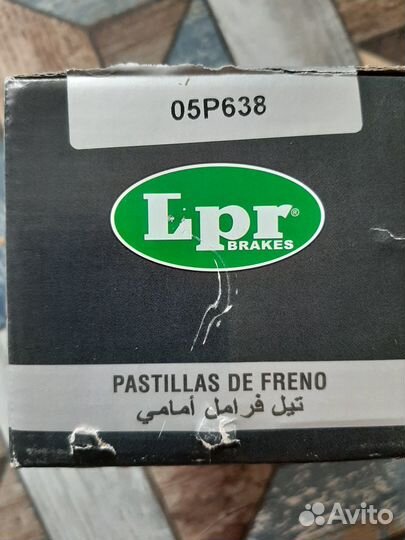 05P638
Lpr®
BRAKES
PASTILLAS DE FRENO
تيل فرامل أمامي
Avito